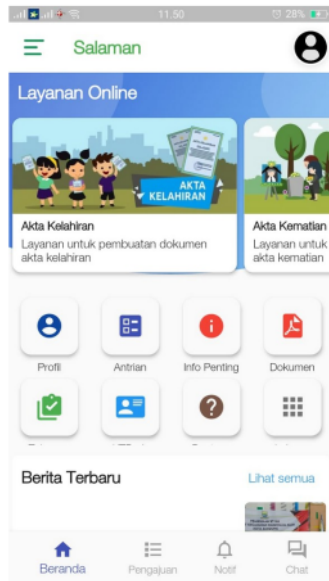 11.50
28%
Salaman
Layanan Online
AKTA
KELAHIRAN
Akta Kelahiran
Layanan untuk pembuatan dokumen
akta kelahiran
Akta Kematian
Layanan untuk
akta kematian
Profil
Antrian
Info Penting
Dokumen
Berita Terbaru
Lihat semua
Beranda
Pengajuan
Notif
Chat